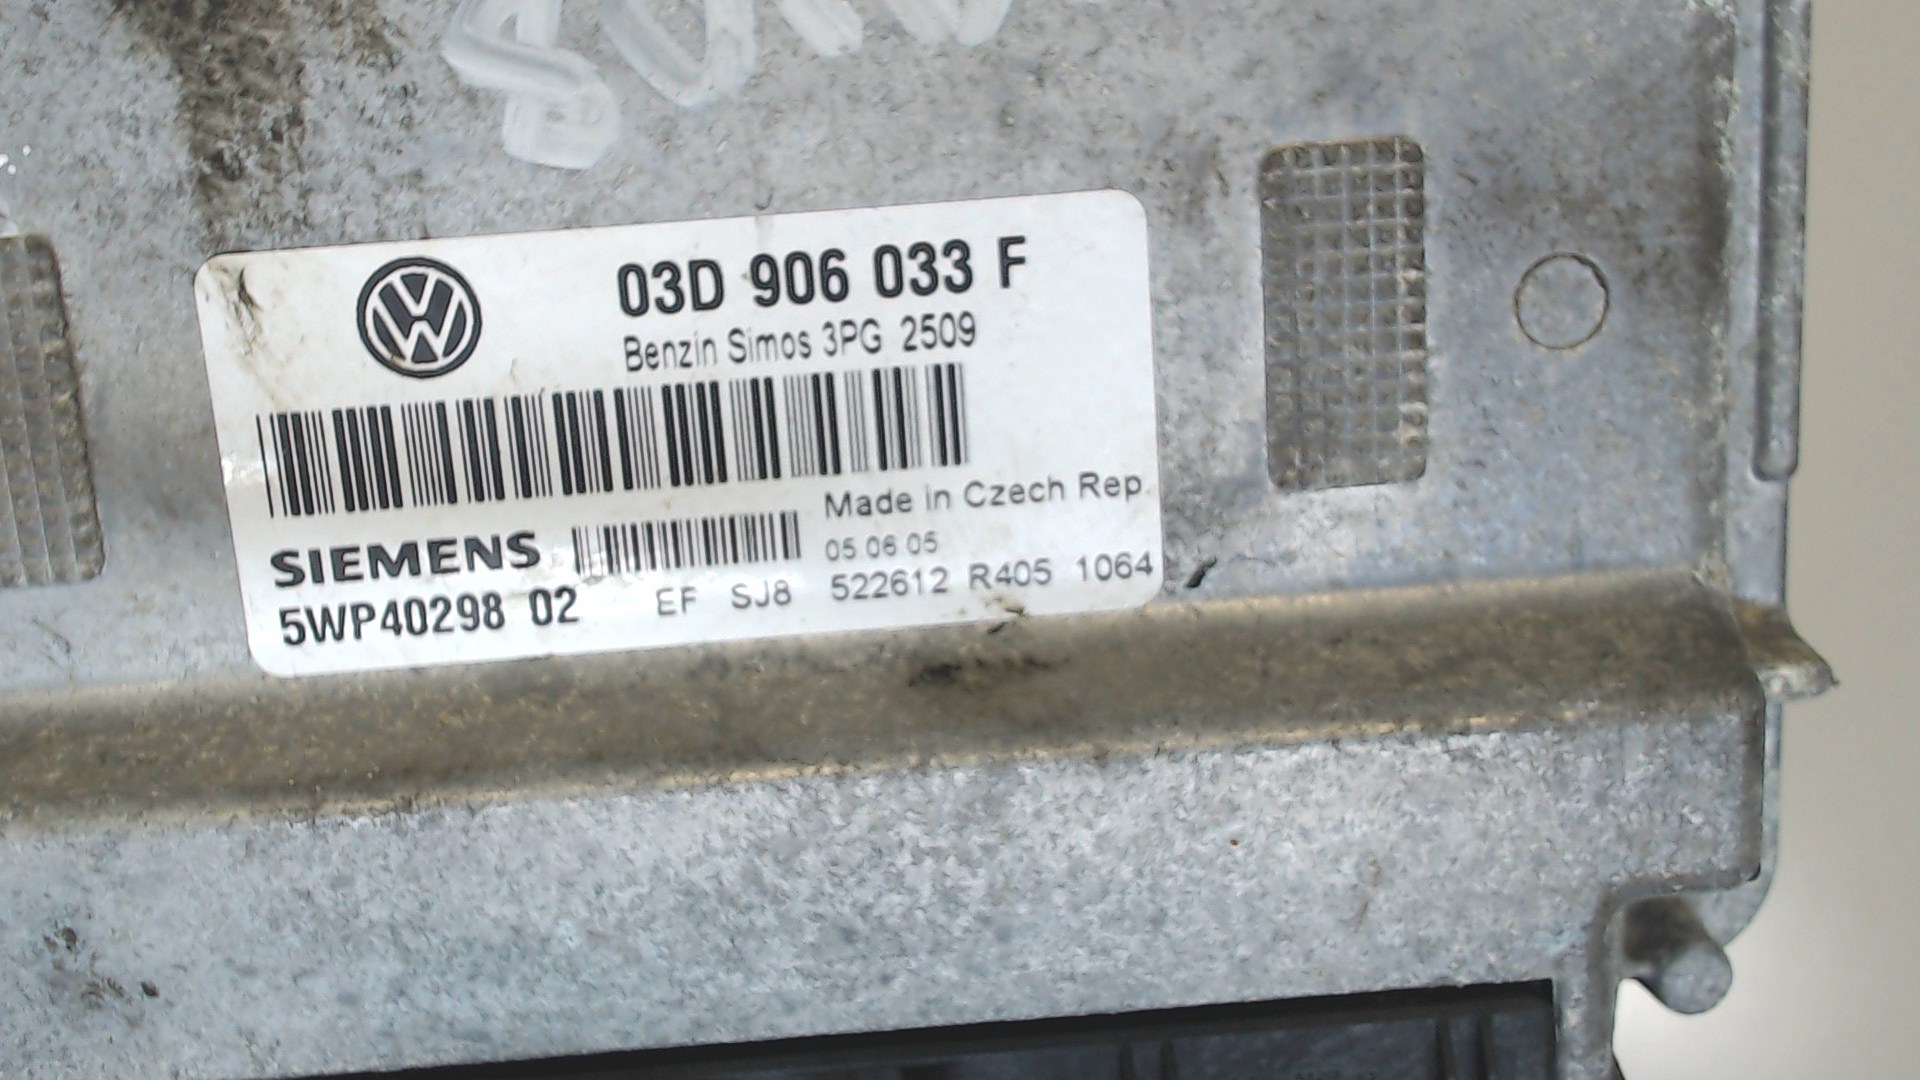 03D 906 033 F
Benzin Simos 3PG 2509
Made in Czech Rep.
SIEMENS
05.06.05
5WP40298 02 EF SJ8 522612 R405 1064